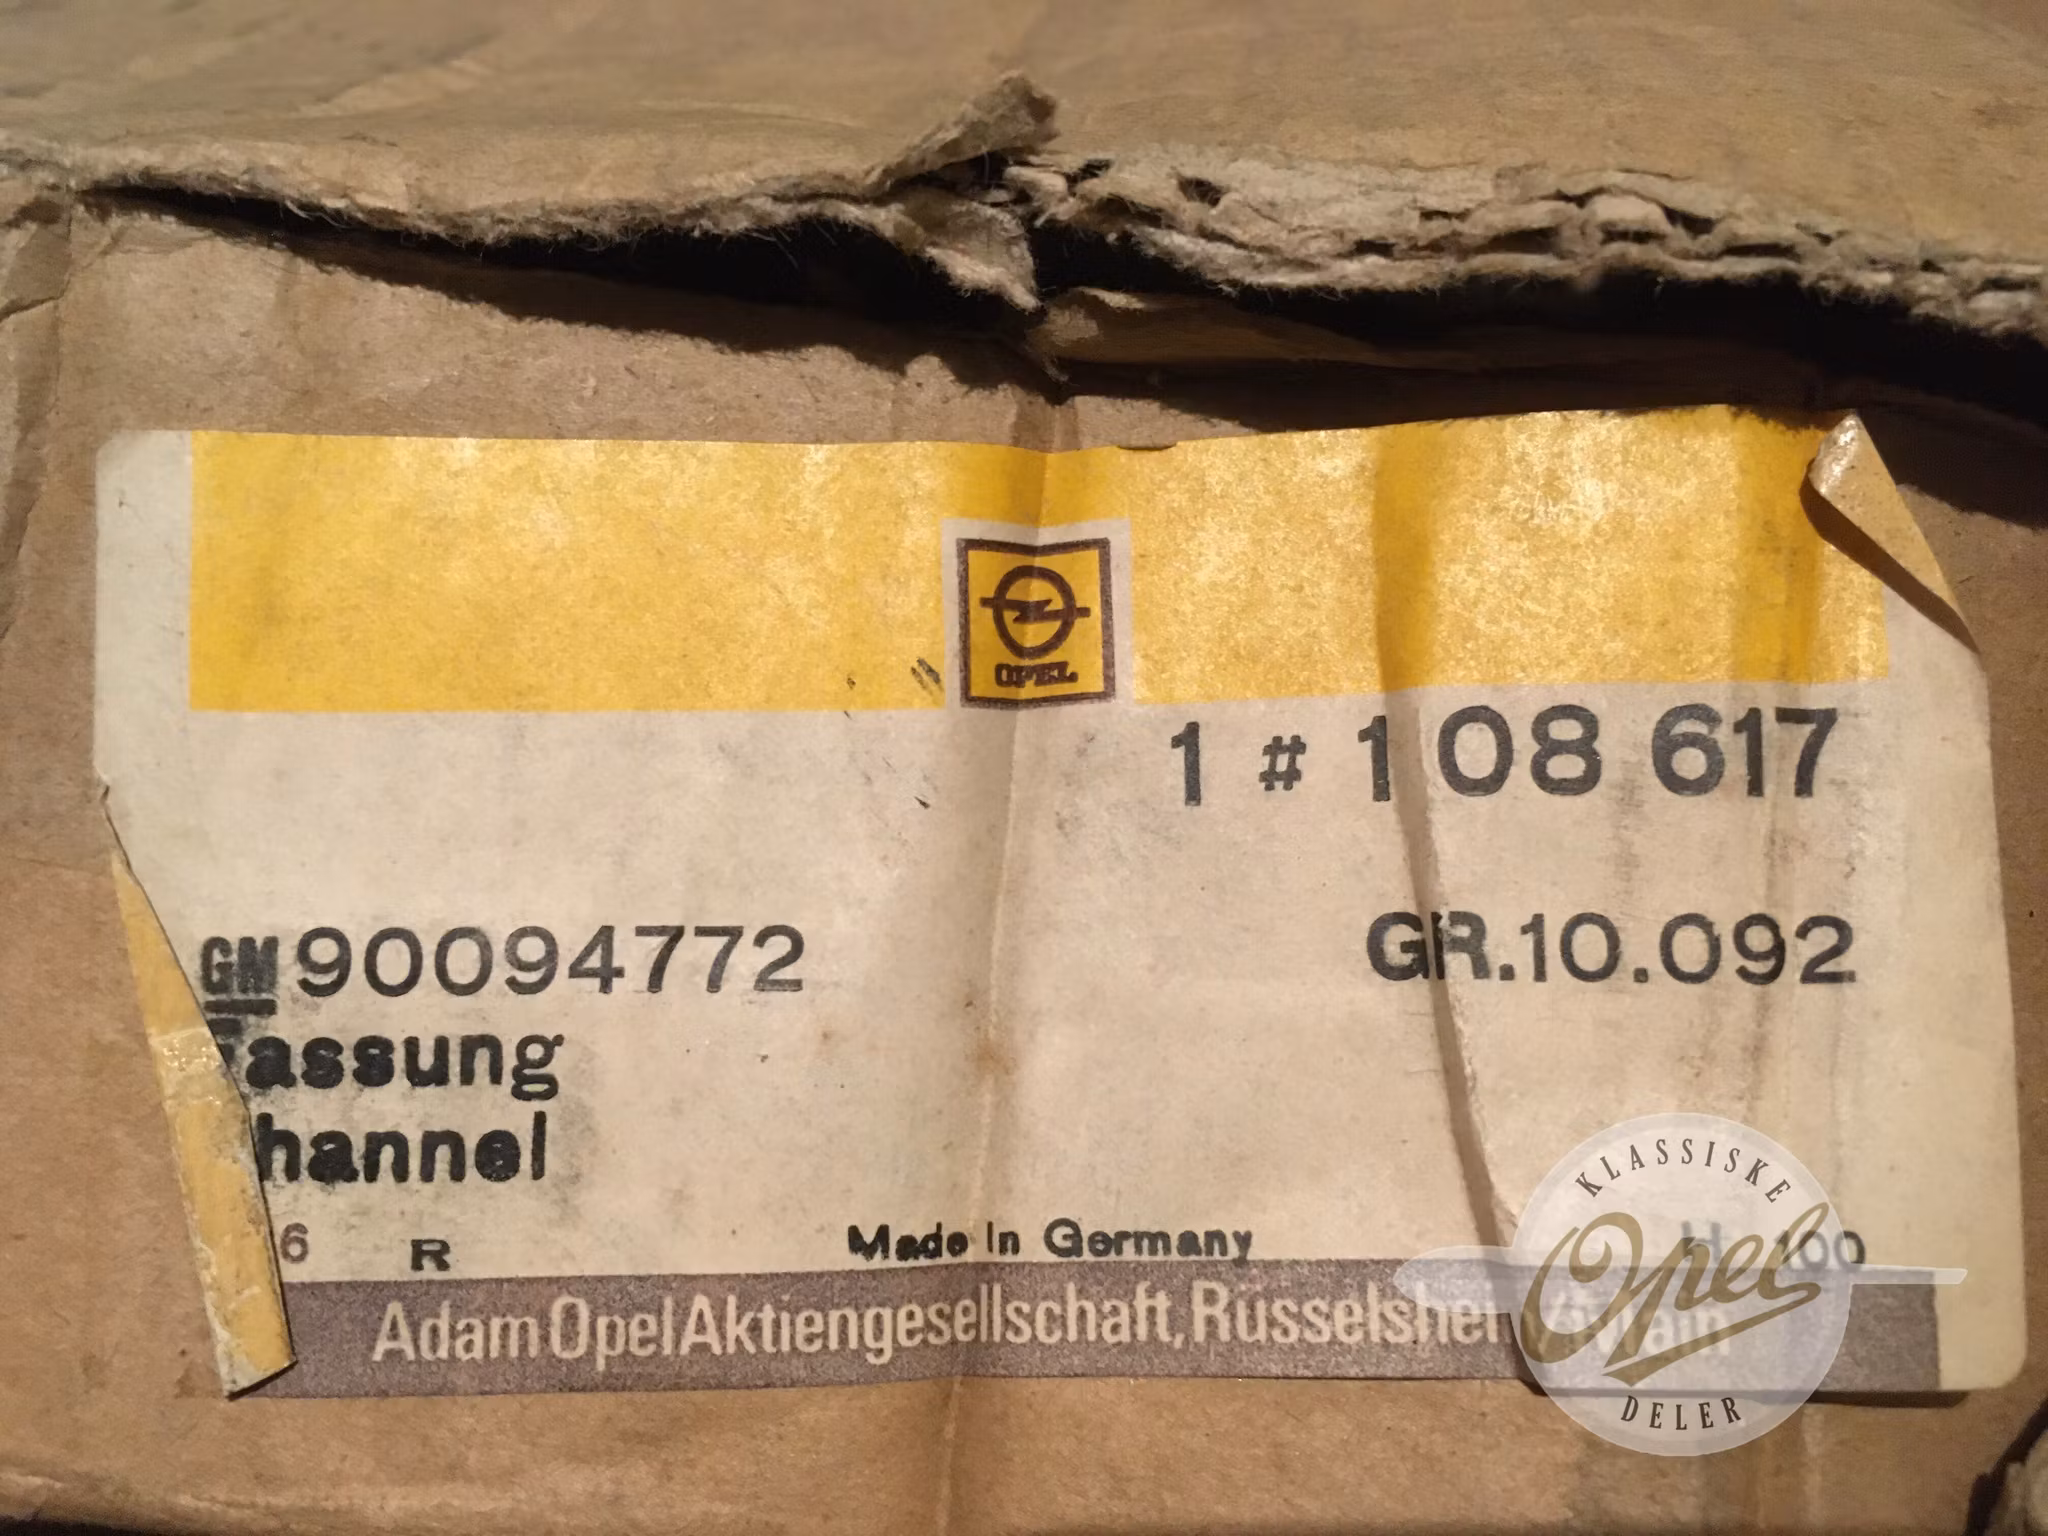 OPEL
1 # 1 08 617
GM 90094772 GR.10.092
assung
hannel
6 R Made In Germany
Adam Opel Aktiengesellschaft,
KLASSISKE
Opel
DELER